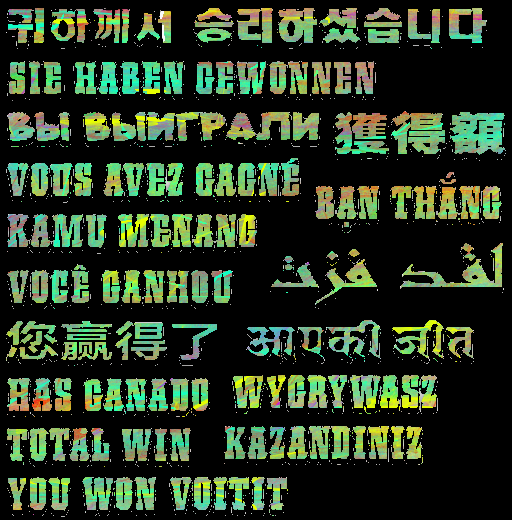 귀하께서 승리하셨습니다
SIE HABEN GEWONNEN
ВЫ ВЫИГРАЛИ 獲得額
VOUS AVEZ GAGNÉ
BẠN THẮNG
KAMU MENANG
VOCÊ GANHOU لقد فزت
您赢得了 आपकी जीत
HAS GANADO WYGRYWASZ
TOTAL WIN KAZANDINIZ
YOU WON VOITIT